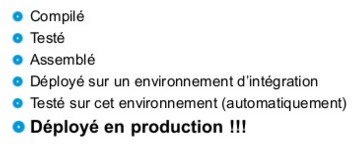 Compilé
Testé
Assemblé
Déployé sur un environnement d'intégration
Testé sur cet environnement (automatiquement)
Déployé en production !!!